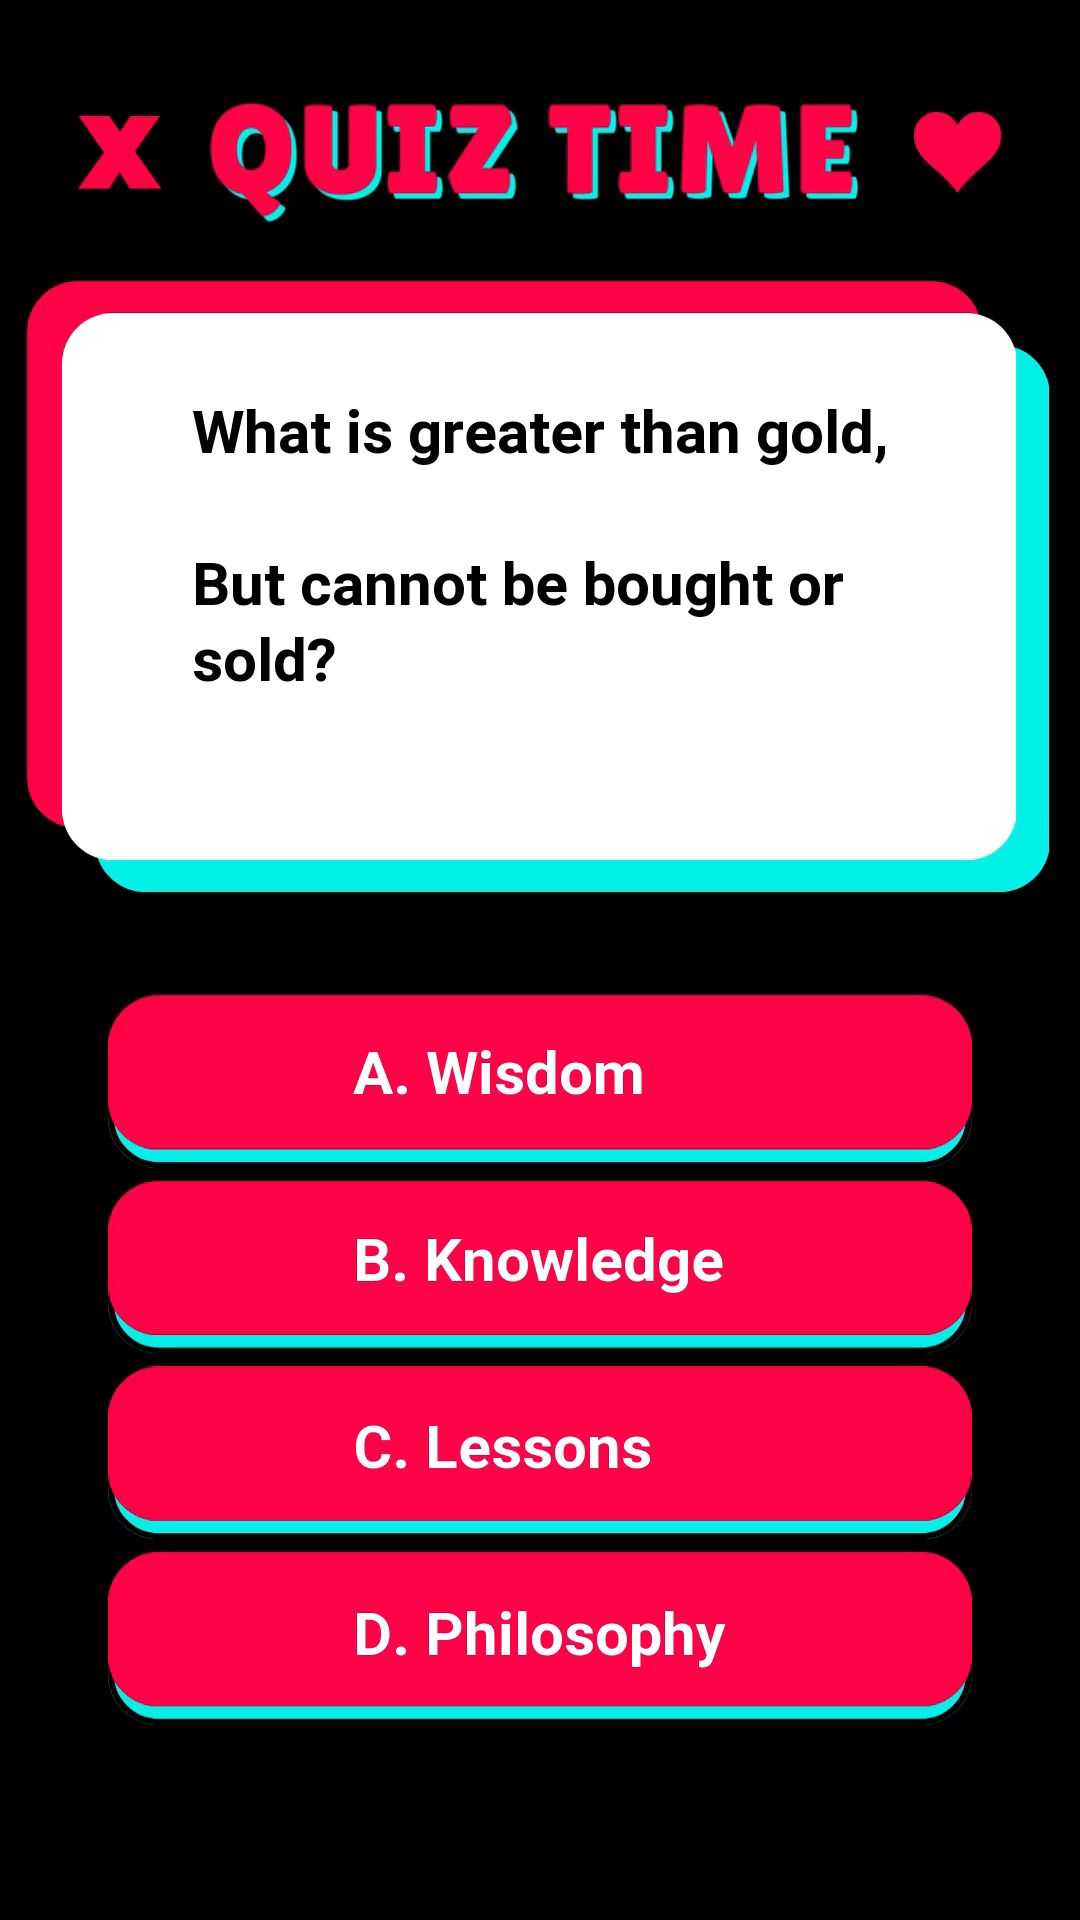 X QUIZ TIME
What is greater than gold,
But cannot be bought or
sold?
A. Wisdom
B. Knowledge
C. Lessons
D. Philosophy